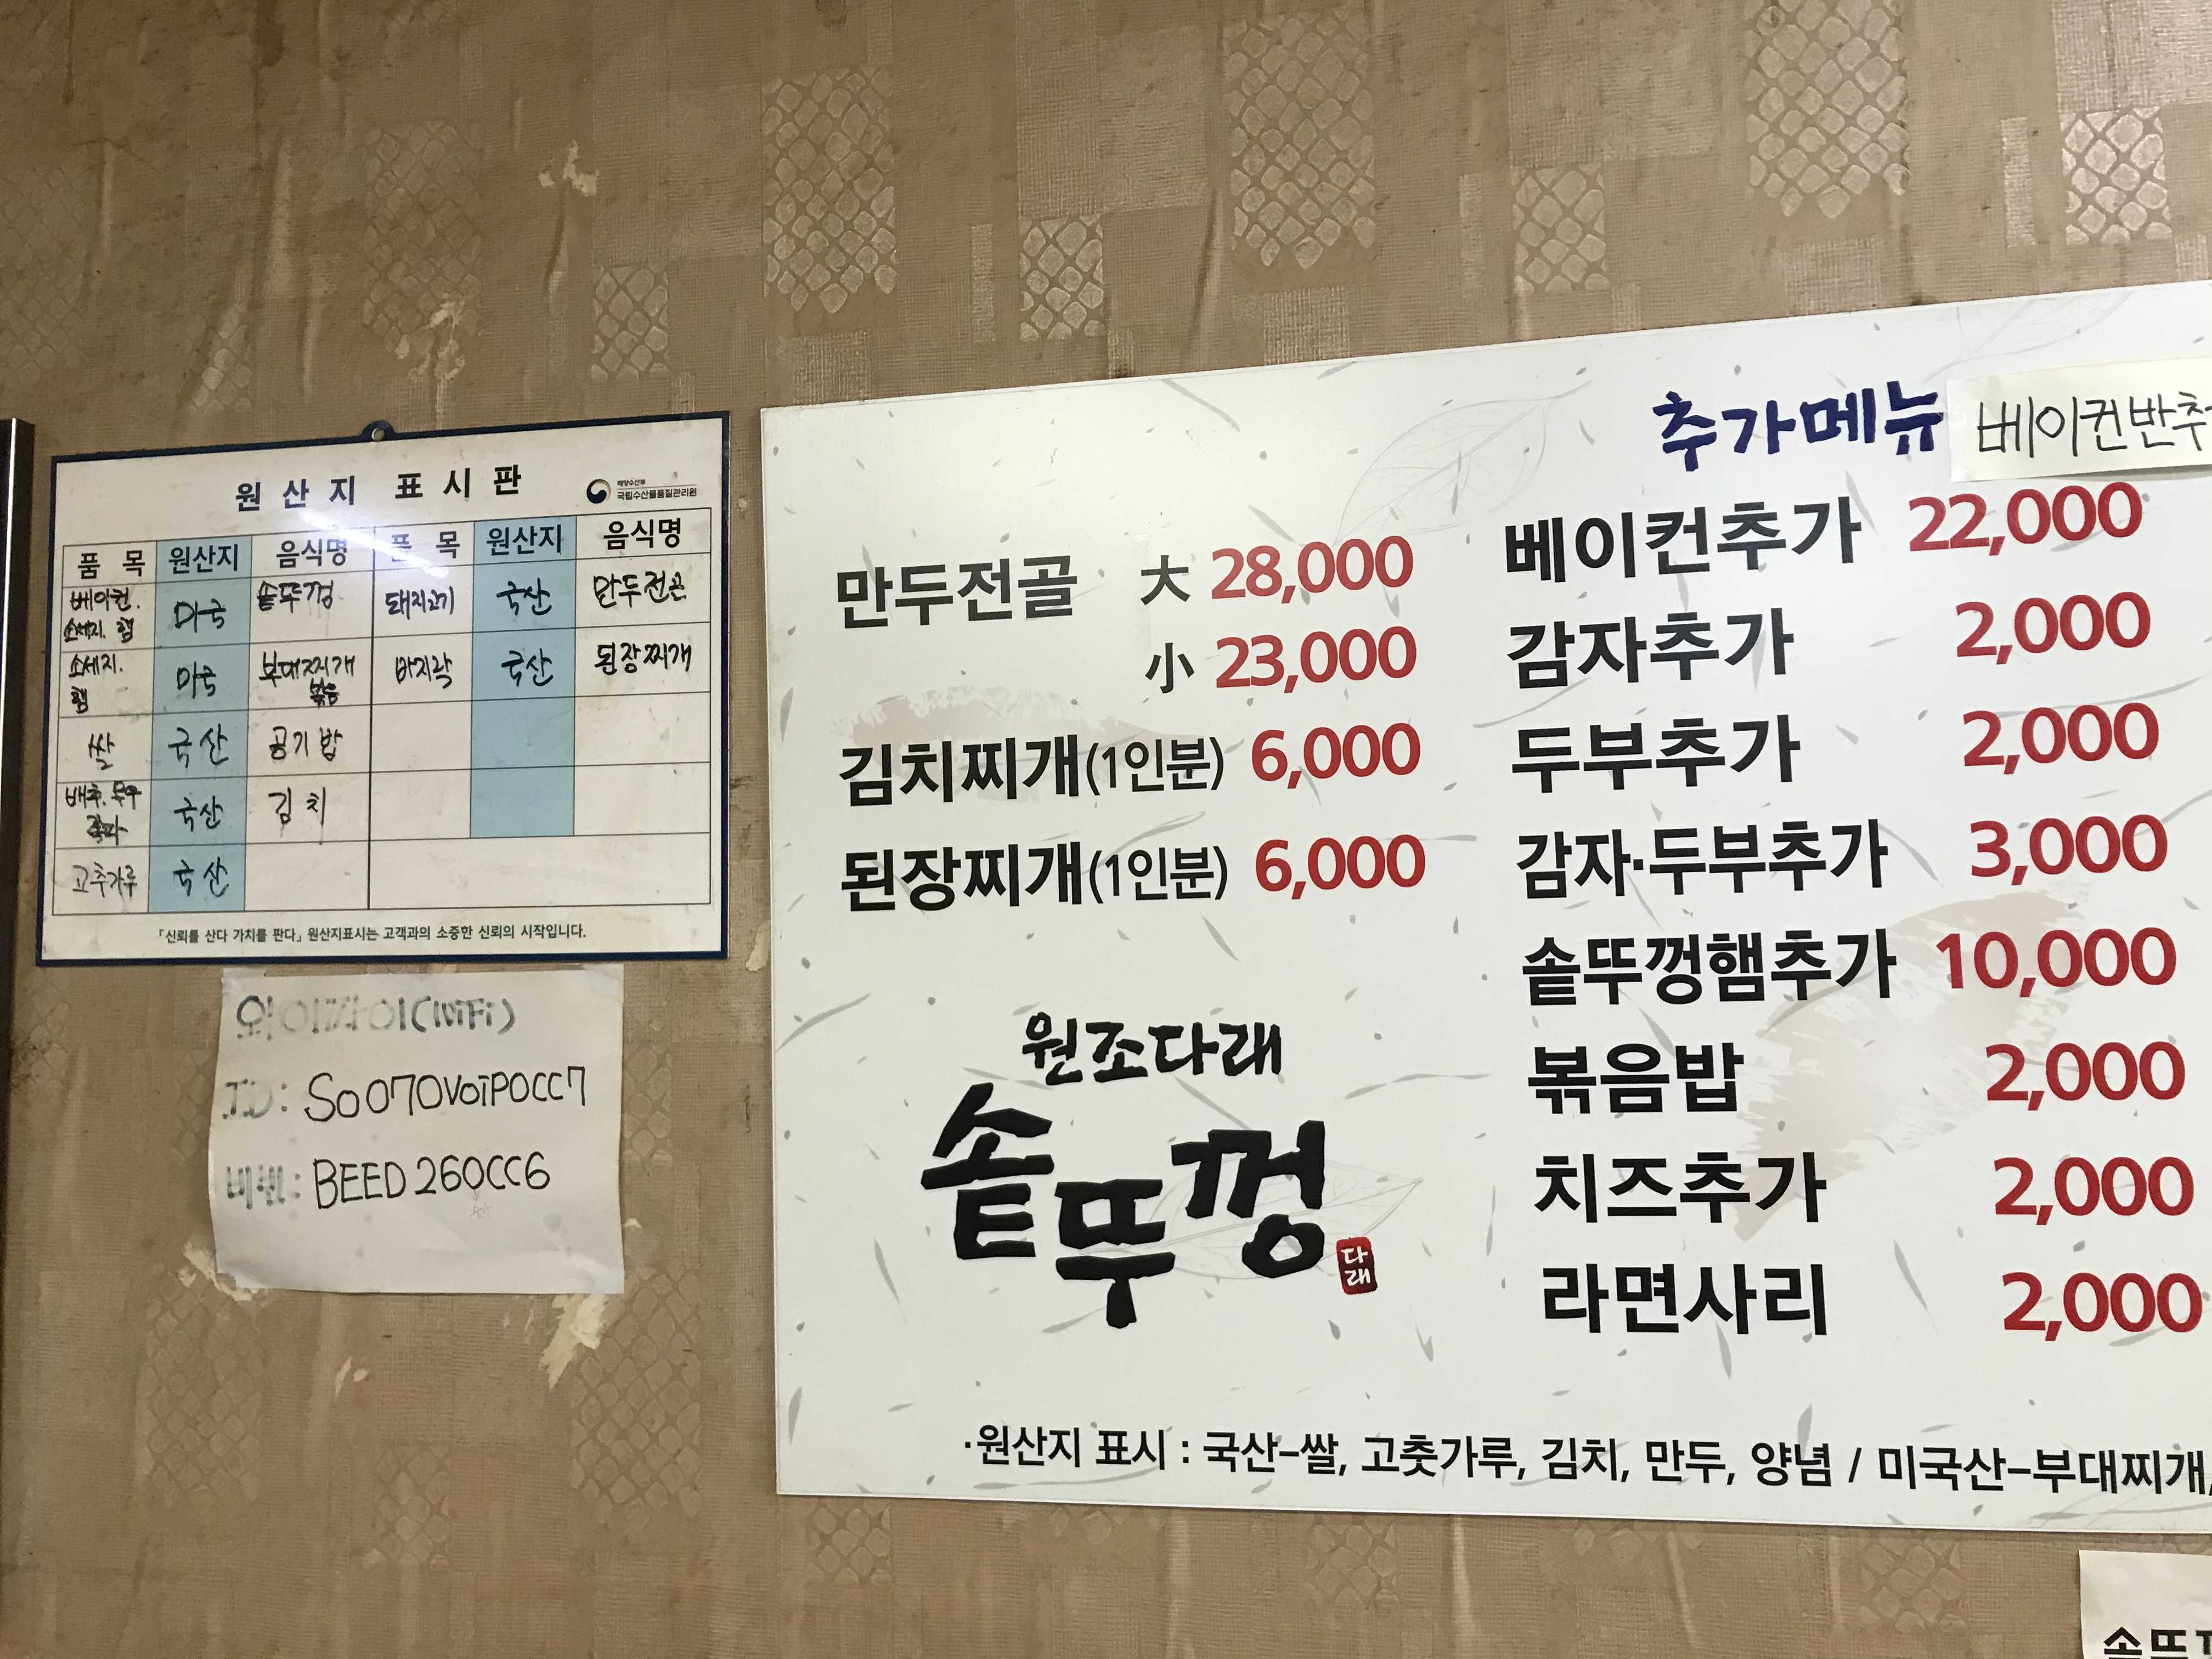 원산지 표시판
해양수산부
국립수산물품질관리원
품 목 원산지 음식명 품 목 원산지 음식명
베이컨. 소세지. 햄 미국 솥뚜껑 돼지고기 국산 만두전골
소세지. 햄 미국 부대찌개 볶음 바지락 국산 된장찌개
쌀 국산 공기밥
배추. 국산 김치
고추가루 국산
「신뢰를 산다 가치를 판다」 원산지표시는 고객과의 소중한 신뢰의 시작입니다.
와이파이(WiFi)
ID: So070VoiP0CC7
비번: BEED260CC6
만두전골 大 28,000
小 23,000
김치찌개(1인분) 6,000
된장찌개(1인분) 6,000
원조다래
솥뚜껑
다래
추가메뉴
베이컨반추
베이컨추가 22,000
감자추가 2,000
두부추가 2,000
감자·두부추가 3,000
솥뚜껑햄추가 10,000
볶음밥 2,000
치즈추가 2,000
라면사리 2,000
·원산지 표시 : 국산-쌀, 고춧가루, 김치, 만두, 양념 / 미국산-부대찌개,